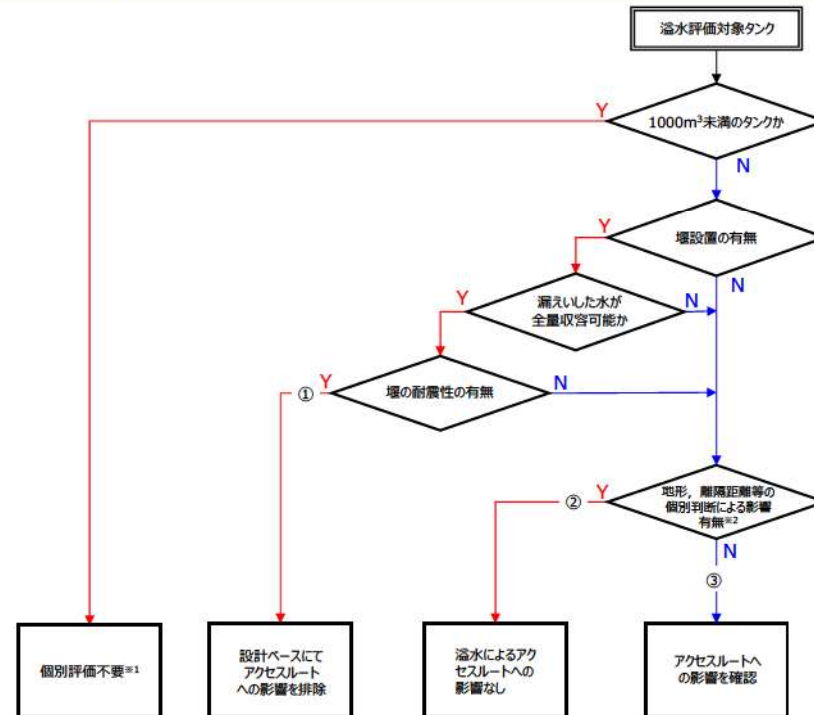 溢水評価対象タンク
Y
1000m³未満のタンクか
N
Y
堰設置の有無
N
Y
漏えいした水が
全量収容可能か
N
① Y
堰の耐震性の有無
N
② Y
地形，離隔距離等の
個別判断による影響
有無※2
N
③
個別評価不要※1
設計ベースにて
アクセスルート
への影響を排除
溢水によるアク
セスルートへの
影響なし
アクセスルートへ
の影響を確認